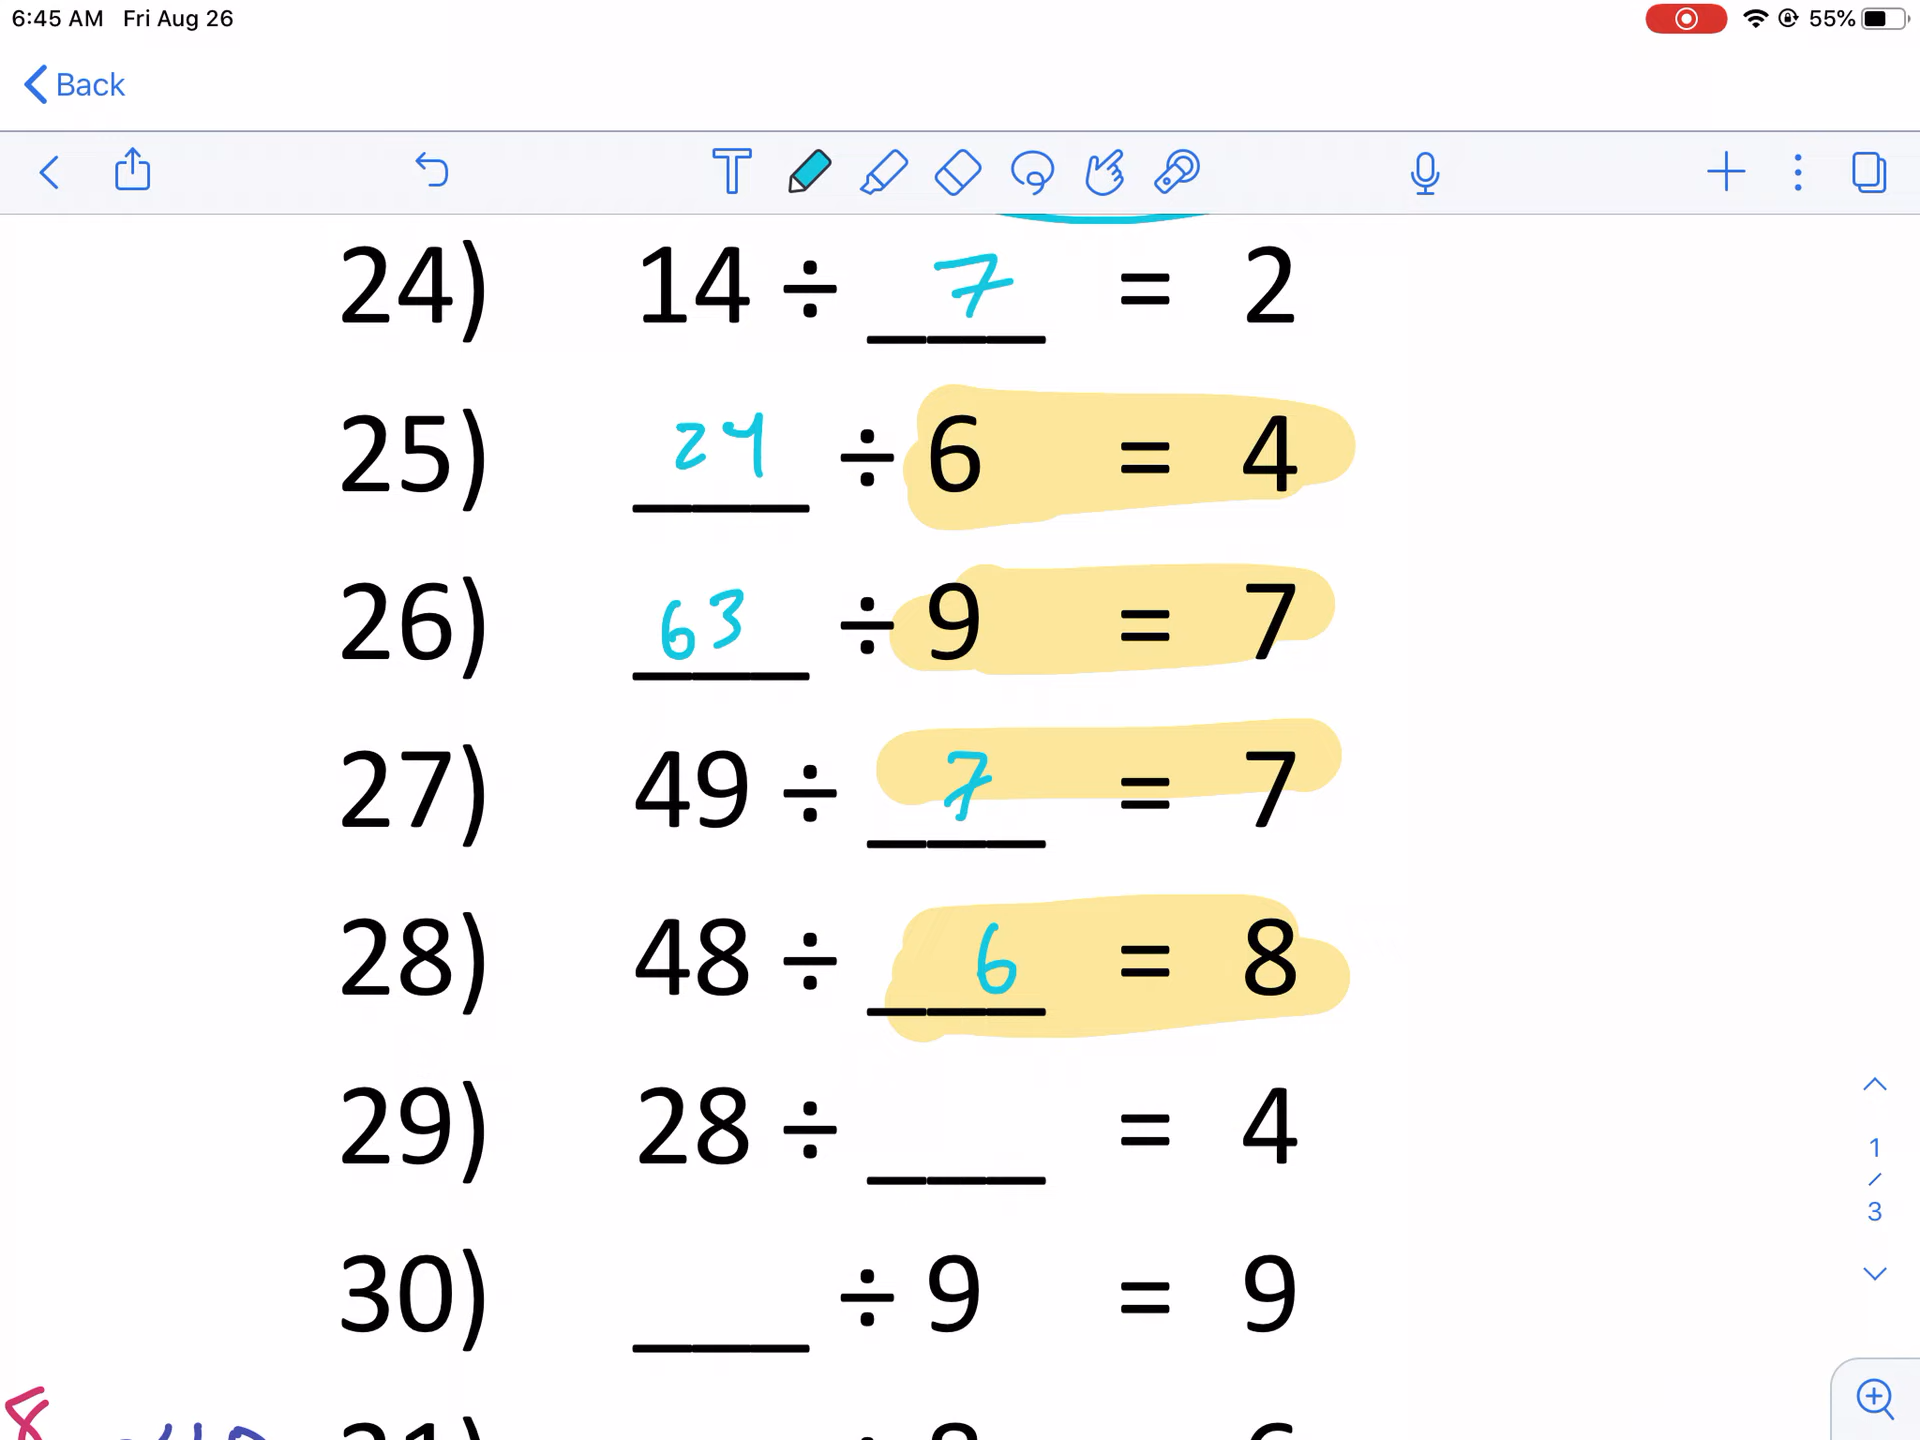 6:45 AM Fri Aug 26 55%
Back
24) 14 ÷ 7 = 2
25) 24 ÷ 6 = 4
26) 63 ÷ 9 = 7
27) 49 ÷ 7 = 7
28) 48 ÷ 6 = 8
29) 28 ÷ ___ = 4
30) ___ ÷ 9 = 9
1
/
3